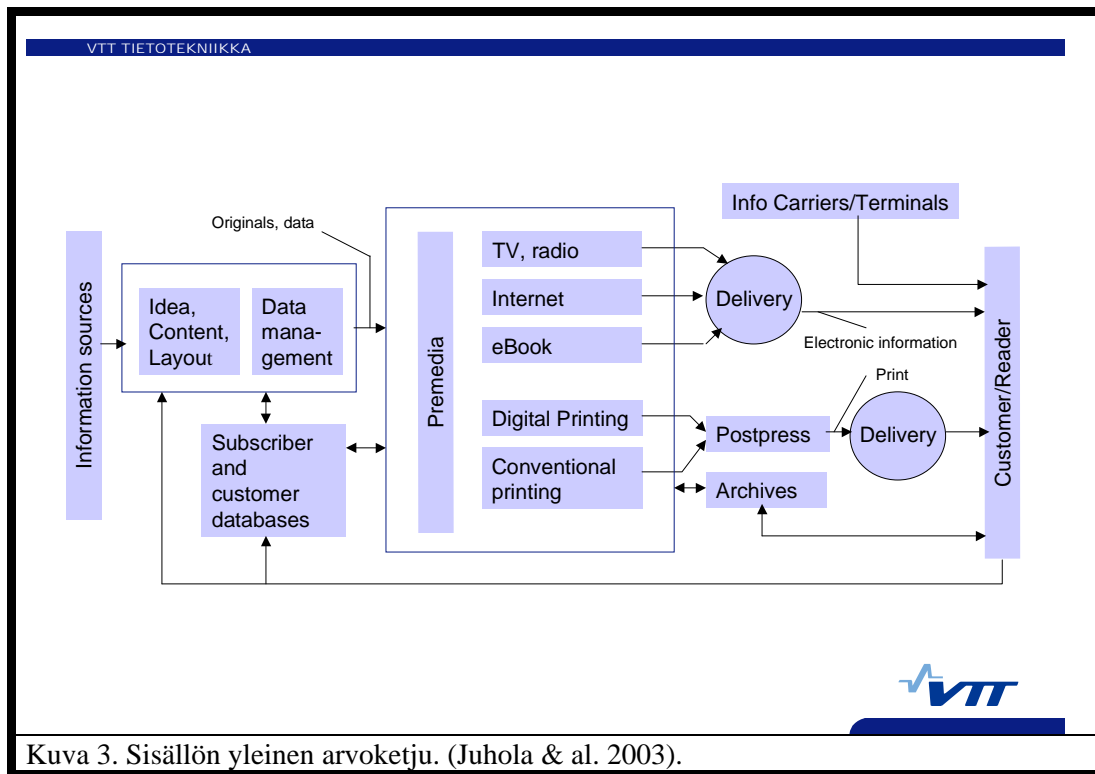 VTT TIETOTEKNIIKKA
Info Carriers/Terminals
Originals, data
Information sources
Idea,
Content,
Layout
Data
mana-
gement
Subscriber
and
customer
databases
Premedia
TV, radio
Internet
eBook
Digital Printing
Conventional
printing
Delivery
Electronic information
Print
Postpress
Delivery
Archives
Customer/Reader
VTT
Kuva 3. Sisällön yleinen arvoketju. (Juhola & al. 2003).